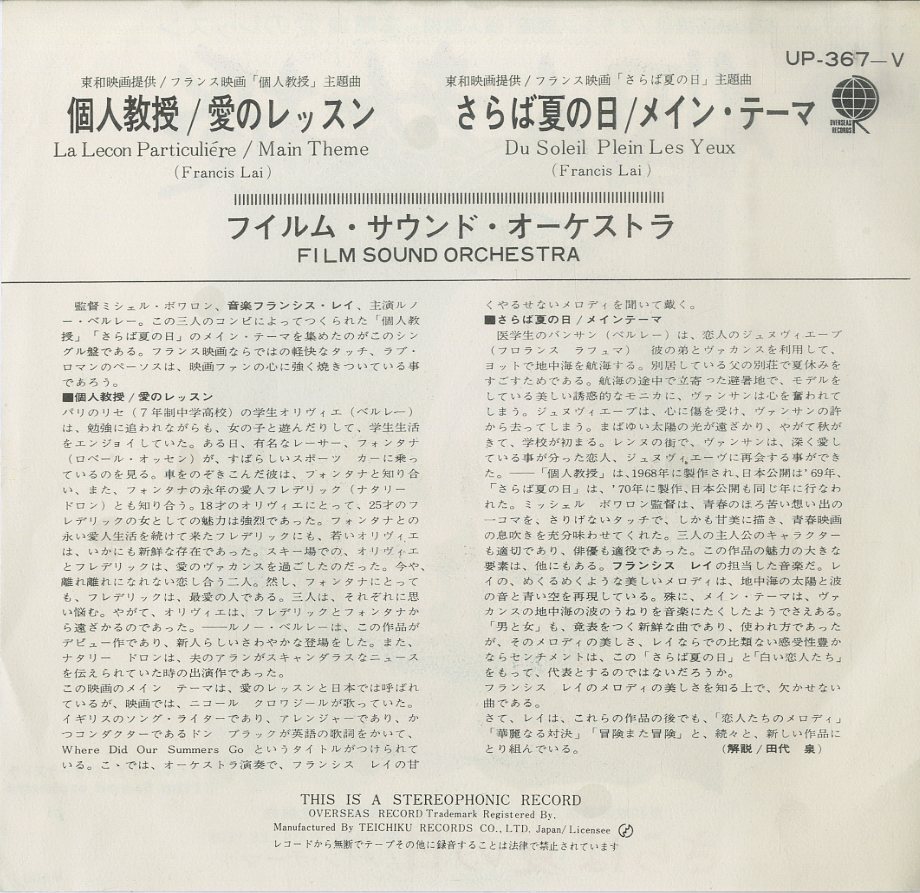 UP-367-V
東和映画提供/フランス映画「個人教授」主題曲
個人教授/愛のレッスン
La Lecon Particuliére / Main Theme
(Francis Lai)
東和映画提供/フランス映画「さらば夏の日」主題曲
さらば夏の日/メイン・テーマ
Du Soleil Plein Les Yeux
(Francis Lai)
OVERSEAS
RECORDS
フイルム・サウンド・オーケストラ
FILM SOUND ORCHESTRA
監督ミシェル・ボワロン、音楽フランシス・レイ、主演ルノ
ー・ベルレー。この三人のコンビによってつくられた「個人教
授」「さらば夏の日」のメイン・テーマを集めたのがこのシン
グル盤である。フランス映画ならではの軽快なタッチ、ラブ・
ロマンのペーソスは、映画ファンの心に強く焼きついている事
であろう。
■個人教授/愛のレッスン
パリのリセ(7年制中学高校)の学生オリヴィエ(ベルレー)
は、勉強に追われながらも、女の子と遊んだりして、学生生活
をエンジョイしていた。ある日、有名なレーサー、フォンタナ
(ロベール・オッセン)が、すばらしいスポーツ　カーに乗っ
ているのを見る。車をのぞきこんだ彼は、フォンタナと知り合
い、また、フォンタナの永年の愛人フレデリック(ナタリー
ドロン)とも知り合う。18才のオリヴィエにとって、25才のフ
レデリックの女としての魅力は強烈であった。フォンタナとの
永い愛人生活を続けて来たフレデリックにも、若いオリヴィエ
は、いかにも新鮮な存在であった。スキー場での、オリヴィエ
とフレデリックは、愛のヴァカンスを過ごしたのだった。今や、
離れ離れになれない恋し合う二人。然し、フォンタナにとって
も、フレデリックは、最愛の人である。三人は、それぞれに思
い悩む。やがて、オリヴィエは、フレデリックとフォンタナか
ら遠ざかるのであった。――ルノー・ベルレーは、この作品が
デビュー作であり、新人らしいさわやかな登場をした。また、
ナタリー　ドロンは、夫のアランがスキャンダラスなニュース
を伝えられていた時の出演作であった。
この映画のメイン　テーマは、愛のレッスンと日本では呼ばれ
ているが、映画では、ニコール　クロワジールが歌っていた。
イギリスのソング・ライターであり、アレンジャーであり、か
つコンダクターであるドン　ブラックが英語の歌詞をかいて、
Where Did Our Summers Go というタイトルがつけられて
いる。こゝでは、オーケストラ演奏で、フランシス　レイの甘
くやるせないメロディを聞いて戴く。
■さらば夏の日/メインテーマ
医学生のバンサン(ベルレー)は、恋人のジュヌヴィエーブ
(フロランス　ラフュマ)　彼の弟とヴァカンスを利用して、
ヨットで地中海を航海する。別居している父の別荘で夏休みを
すごすためである。航海の途中で立寄った避暑地で、モデルを
している美しい誘惑的なモニカに、ヴァンサンは心を奪われて
しまう。ジュヌヴィエーブは、心に傷を受け、ヴァンサンの許
から去ってしまう。まばゆい太陽の光が遠ざかり、やがて秋が
きて、学校が初まる。レンヌの街で、ヴァンサンは、深く愛し
ている事が分った恋人、ジュヌヴィエーヴに再会する事ができ
た。――「個人教授」は、1968年に製作され、日本公開は'69年、
「さらば夏の日」は、'70年に製作、日本公開も同じ年に行なわ
れた。ミッシェル　ボワロン監督は、青春のほろ苦い想い出の
一コマを、さりげないタッチで、しかも甘美に描き、青春映画
の息吹きを充分味わせてくれた。三人の主人公のキャラクター
も適切であり、俳優も適役であった。この作品の魅力の大きな
要素は、他にもある。フランシス　レイの担当した音楽だ。レ
イの、めくるめくような美しいメロディは、地中海の太陽と波
の音と青い空を再現している。殊に、メイン・テーマは、ヴァ
カンスの地中海の波のうねりを音楽にたくしたようでさえある。
「男と女」も、意表をつく新鮮な曲であり、使われ方であった
が、そのメロディの美しさ、レイならでの比類ない感受性豊か
ならセンチメントは、この「さらば夏の日」と「白い恋人たち」
をもって、代表とするのではないだろうか。
フランシス　レイのメロディの美しさを知る上で、欠かせない
曲である。
さて、レイは、これらの作品の後でも、「恋人たちのメロディ」
「華麗なる対決」「冒険また冒険」と、続々と、新しい作品に
とり組んでいる。　(解説/田代　泉)
THIS IS A STEREOPHONIC RECORD
OVERSEAS RECORD Trademark Registered By,
Manufactured By TEICHIKU RECORDS CO., LTD, Japan/Licensee
レコードから無断でテープその他に録音することは法律で禁止されています